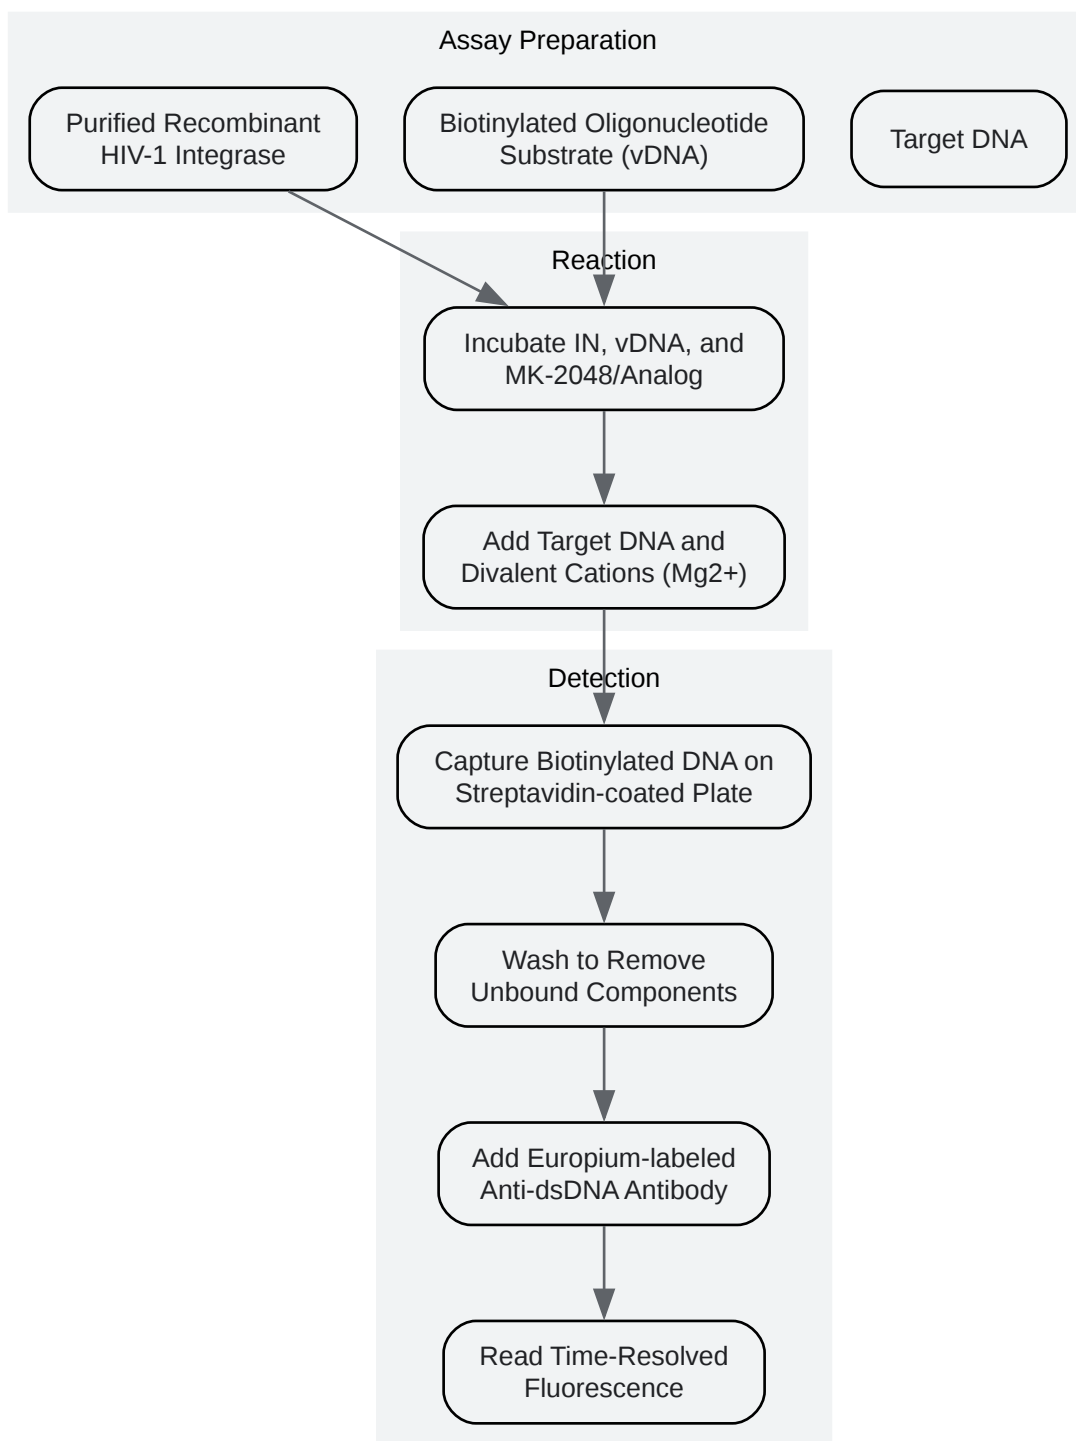 Assay Preparation
Purified Recombinant
HIV-1 Integrase
Biotinylated Oligonucleotide
Substrate (vDNA)
Target DNA
Reaction
Incubate IN, vDNA, and
MK-2048/Analog
Add Target DNA and
Divalent Cations (Mg2+)
Detection
Capture Biotinylated DNA on
Streptavidin-coated Plate
Wash to Remove
Unbound Components
Add Europium-labeled
Anti-dsDNA Antibody
Read Time-Resolved
Fluorescence